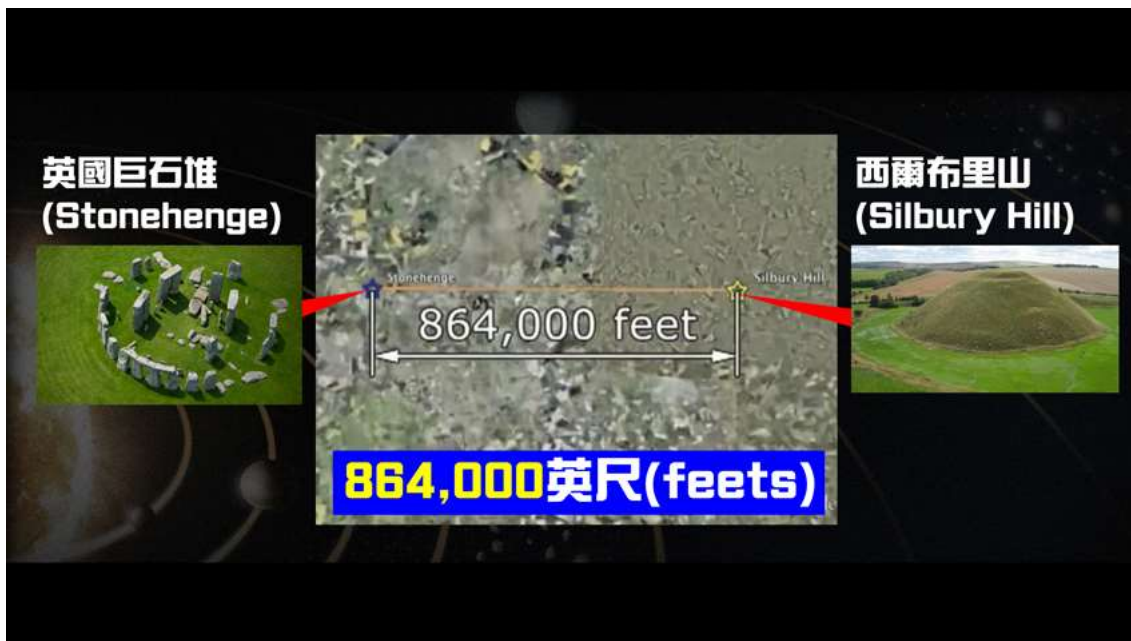 英國巨石堆
(Stonehenge)
西爾布里山
(Silbury Hill)
Stonehenge
Silbury Hill
864,000 feet
864,000英尺(feets)